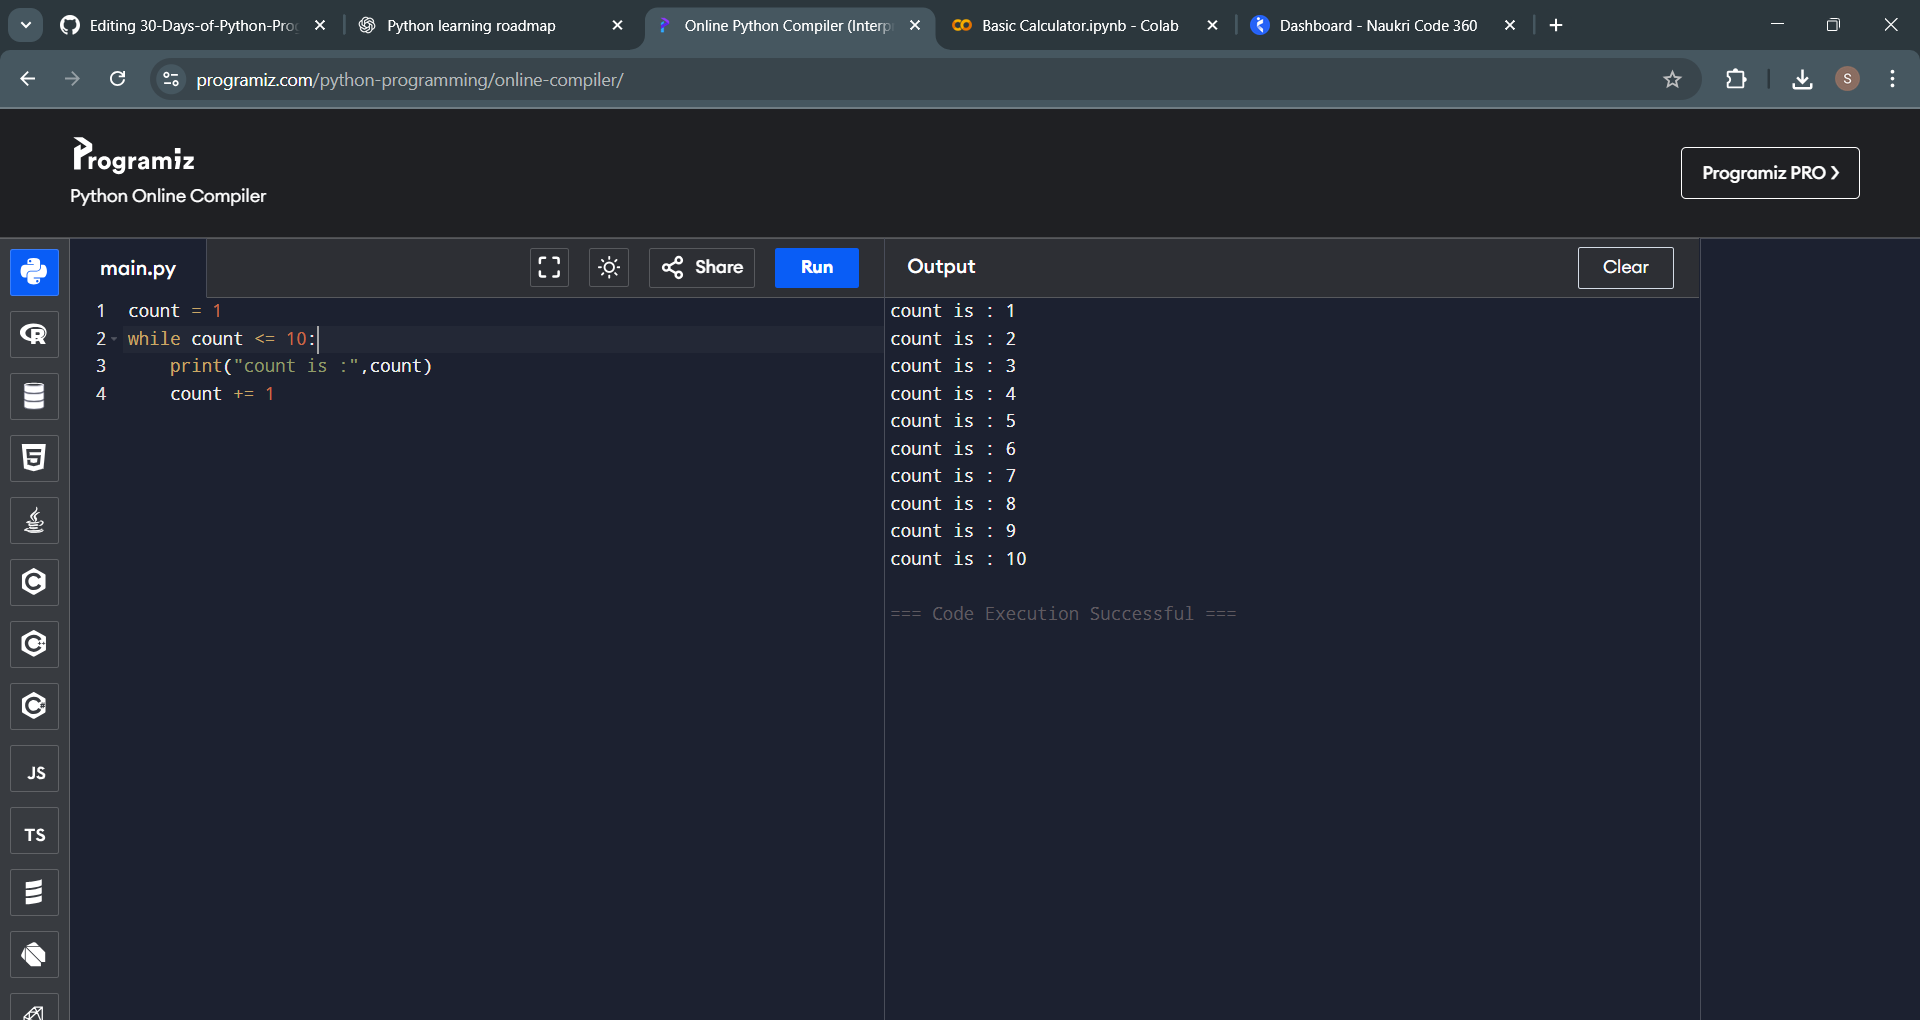 Editing 30-Days-of-Python-Pro
Python learning roadmap
Online Python Compiler (Interp
Basic Calculator.ipynb - Colab
Dashboard - Naukri Code 360
programiz.com/python-programming/online-compiler/
S
Programiz
Python Online Compiler
Programiz PRO >
main.py
Share
Run
Output
Clear
1 count = 1
2 while count <= 10:
3 print("count is :",count)
4 count += 1
count is : 1
count is : 2
count is : 3
count is : 4
count is : 5
count is : 6
count is : 7
count is : 8
count is : 9
count is : 10
=== Code Execution Successful ===
R
5
C
C
C
JS
TS